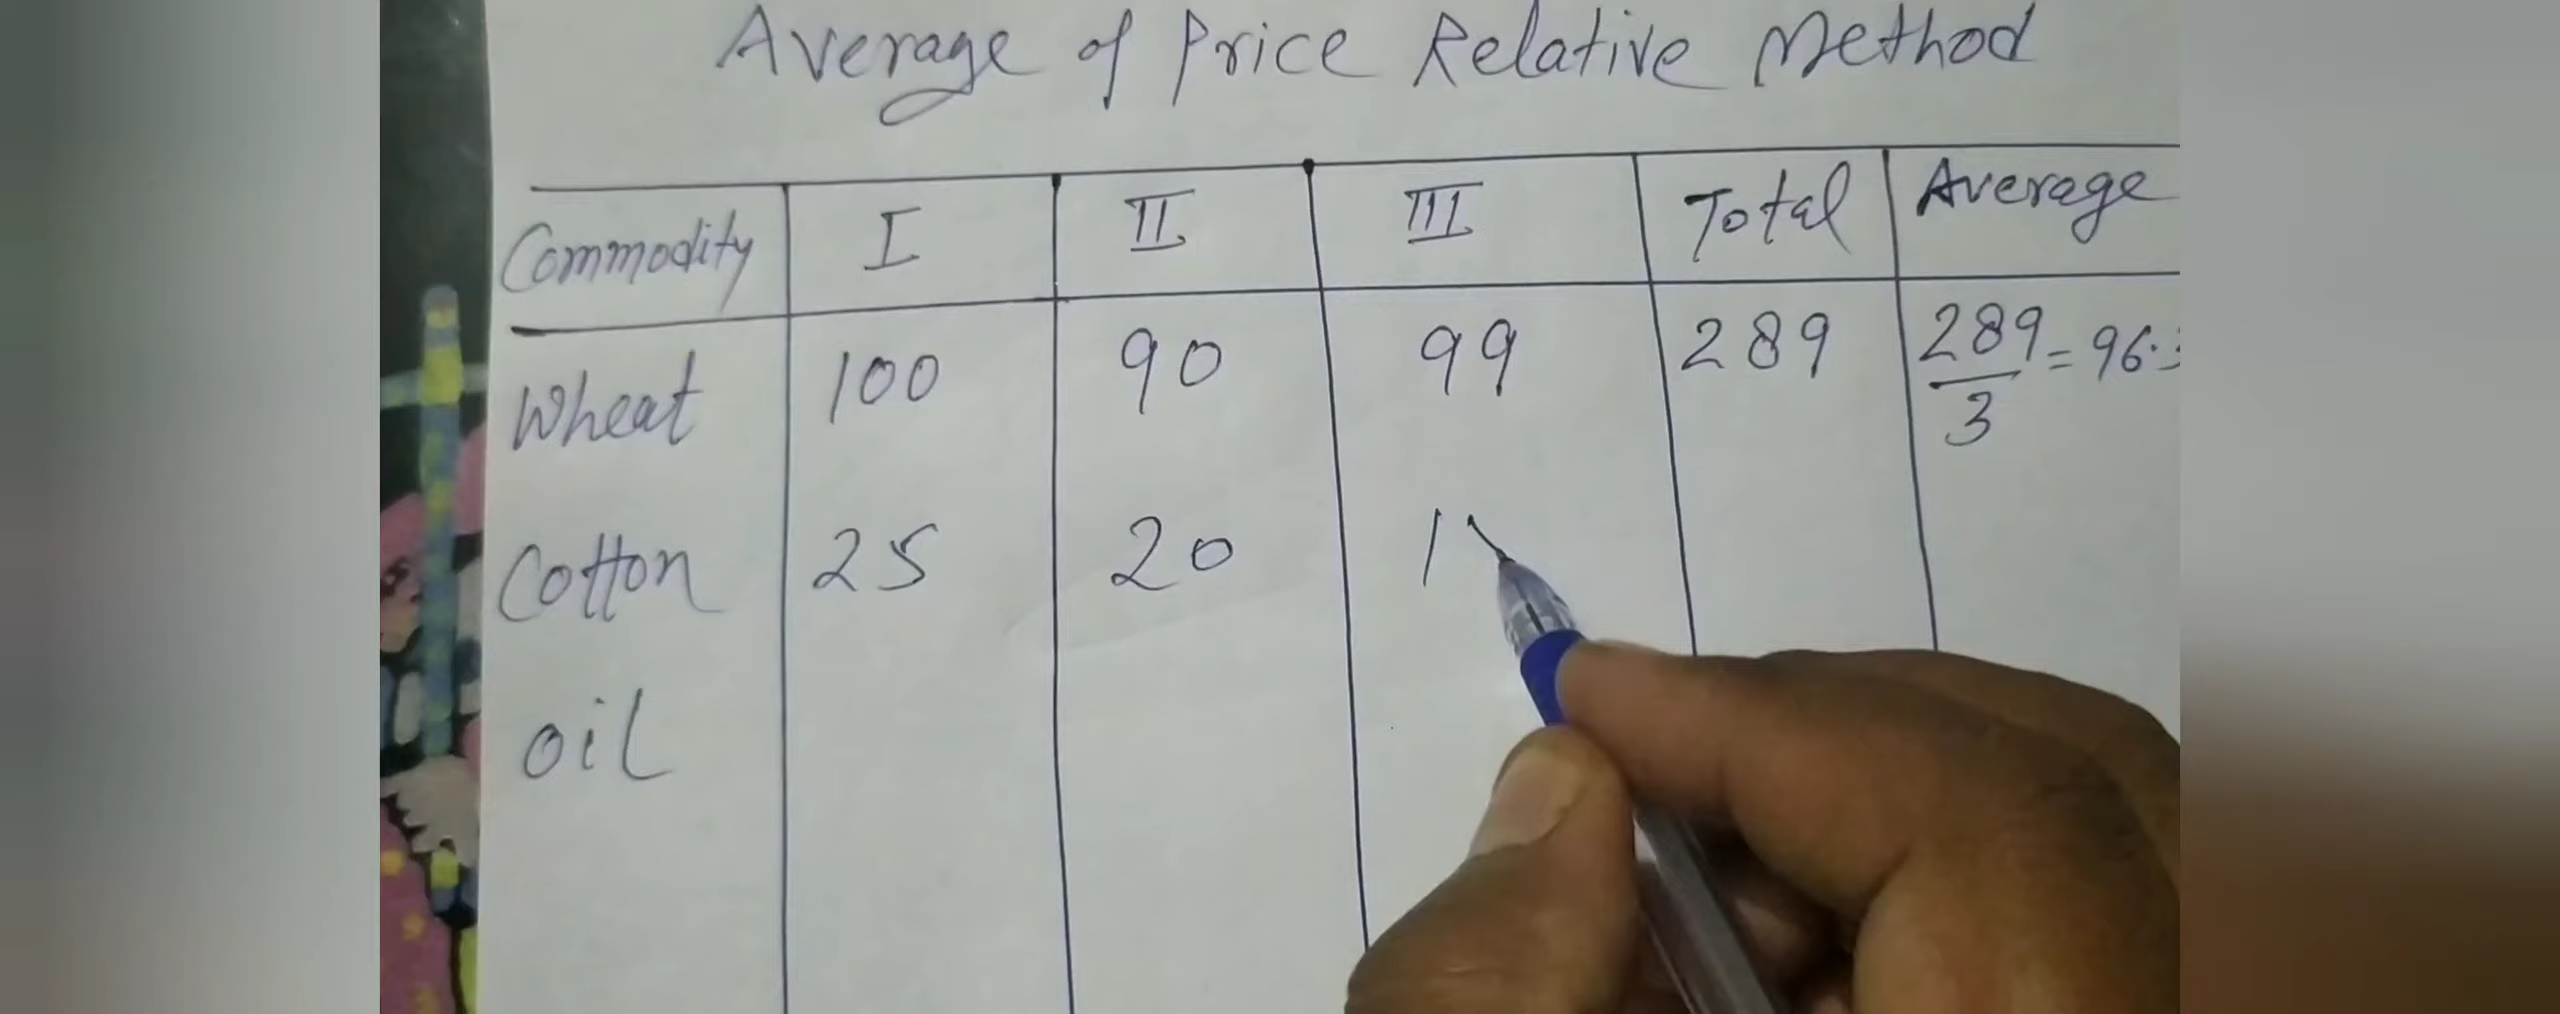 Average of Price Relative Method
Commodity I II III Total Average
Wheat 100 90 99 289 289/3 = 96.
Cotton 25 20 1
oil